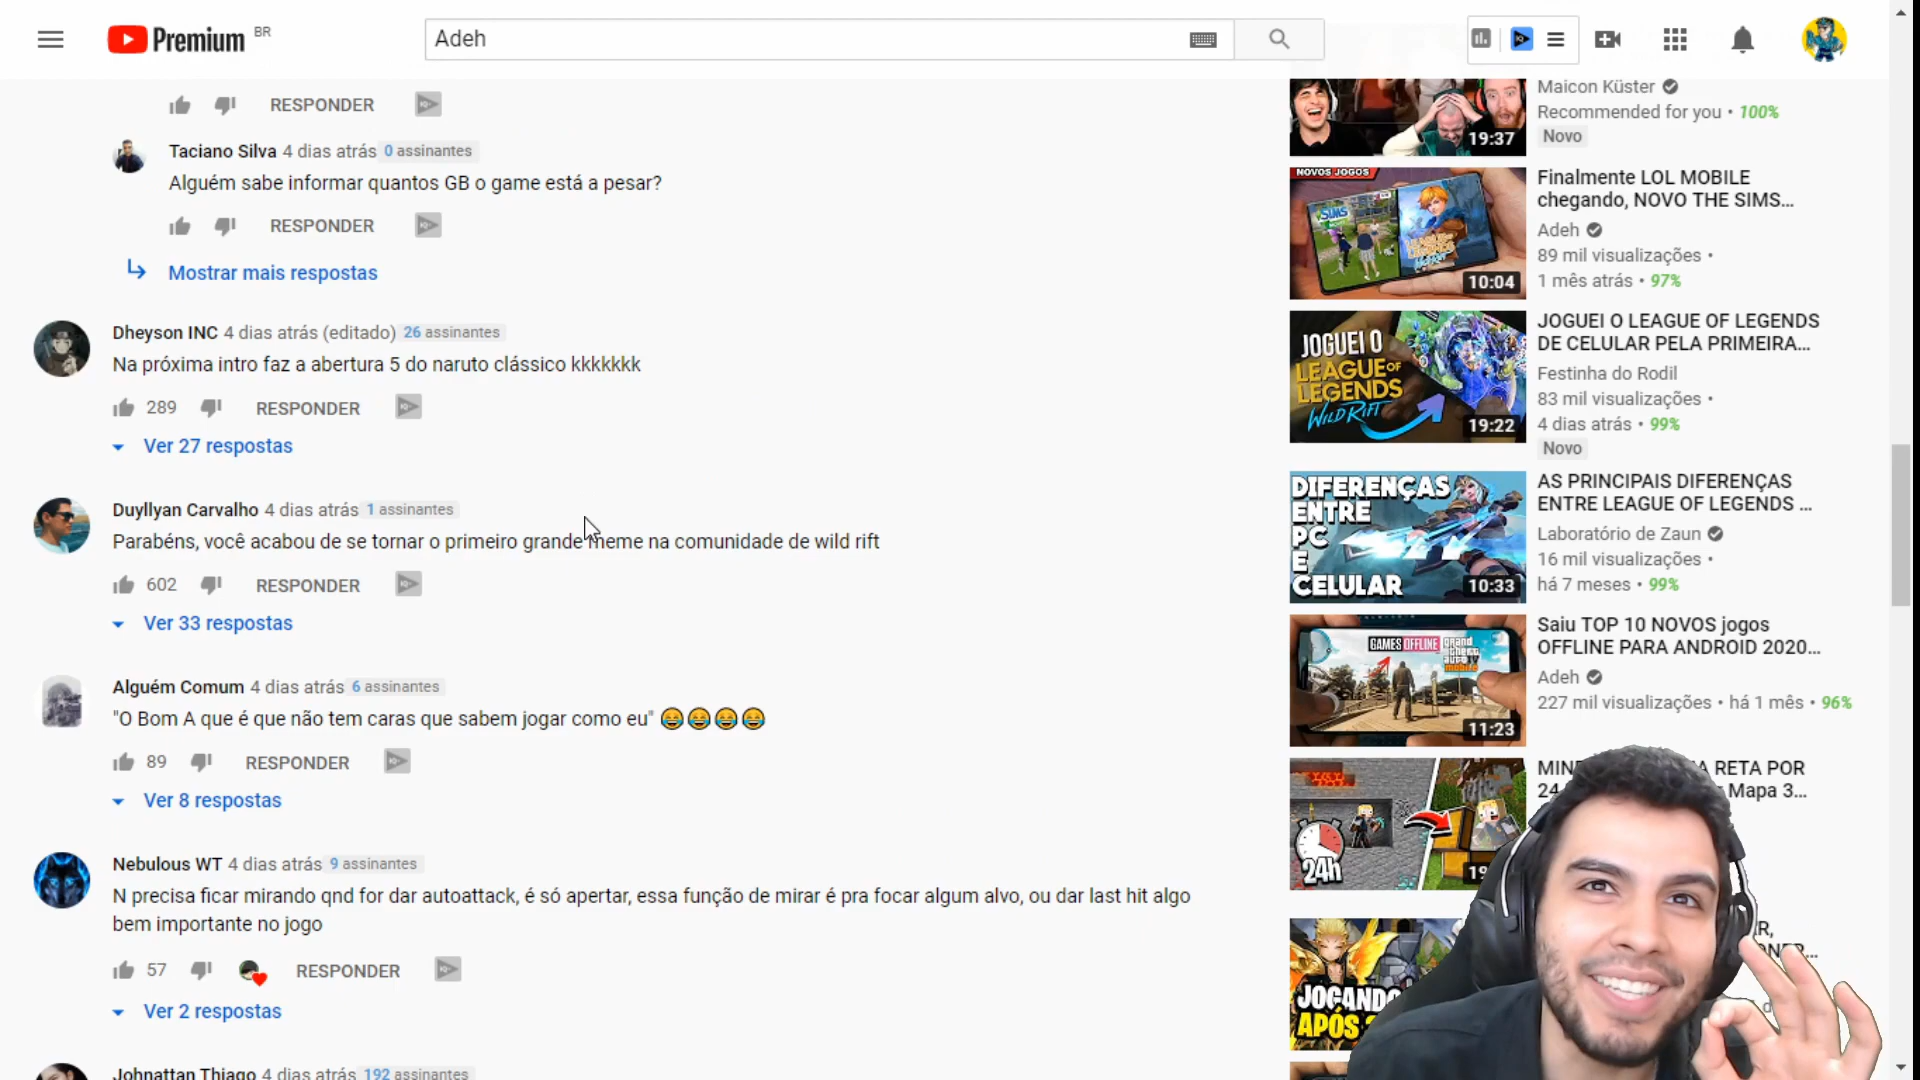 Premium BR
Adeh
RESPONDER
Taciano Silva 4 dias atrás 0 assinantes
Alguém sabe informar quantos GB o game está a pesar?
RESPONDER
Mostrar mais respostas
Dheyson INC 4 dias atrás (editado) 26 assinantes
Na próxima intro faz a abertura 5 do naruto clássico kkkkkkk
289 RESPONDER
Ver 27 respostas
Duyllyan Carvalho 4 dias atrás 1 assinantes
Parabéns, você acabou de se tornar o primeiro grande meme na comunidade de wild rift
602 RESPONDER
Ver 33 respostas
Alguém Comum 4 dias atrás 6 assinantes
"O Bom A que é que não tem caras que sabem jogar como eu" 😂😂😂😂
89 RESPONDER
Ver 8 respostas
Nebulous WT 4 dias atrás 9 assinantes
N precisa ficar mirando qnd for dar autoattack, é só apertar, essa função de mirar é pra focar algum alvo, ou dar last hit algo
bem importante no jogo
57 RESPONDER
Ver 2 respostas
Johnattan Thiago 4 dias atrás 192 assinantes
19:37
Maicon Küster
Recommended for you • 100%
Novo
NOVOS JOGOS
10:04
Finalmente LOL MOBILE
chegando, NOVO THE SIMS...
Adeh
89 mil visualizações •
1 mês atrás • 97%
JOGUEI O
LEAGUE OF
LEGENDS
WILD RIFT
19:22
JOGUEI O LEAGUE OF LEGENDS
DE CELULAR PELA PRIMEIRA...
Festinha do Rodil
83 mil visualizações •
4 dias atrás • 99%
Novo
DIFERENÇAS
ENTRE
PC
E
CELULAR
10:33
AS PRINCIPAIS DIFERENÇAS
ENTRE LEAGUE OF LEGENDS ...
Laboratório de Zaun
16 mil visualizações •
há 7 meses • 99%
GAMES OFFLINE
11:23
Saiu TOP 10 NOVOS jogos
OFFLINE PARA ANDROID 2020...
Adeh
227 mil visualizações • há 1 mês • 96%
24h
RETA POR
Mapa 3...
JOGANDO
APÓS